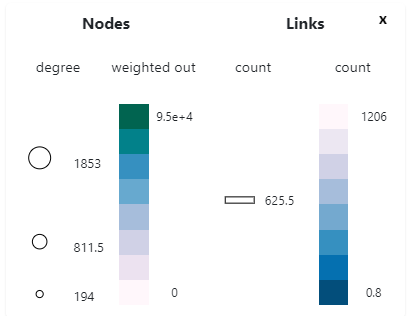 Nodes Links x
degree weighted out count count
9.5e+4 1206
1853
625.5
811.5
194 0 0.8